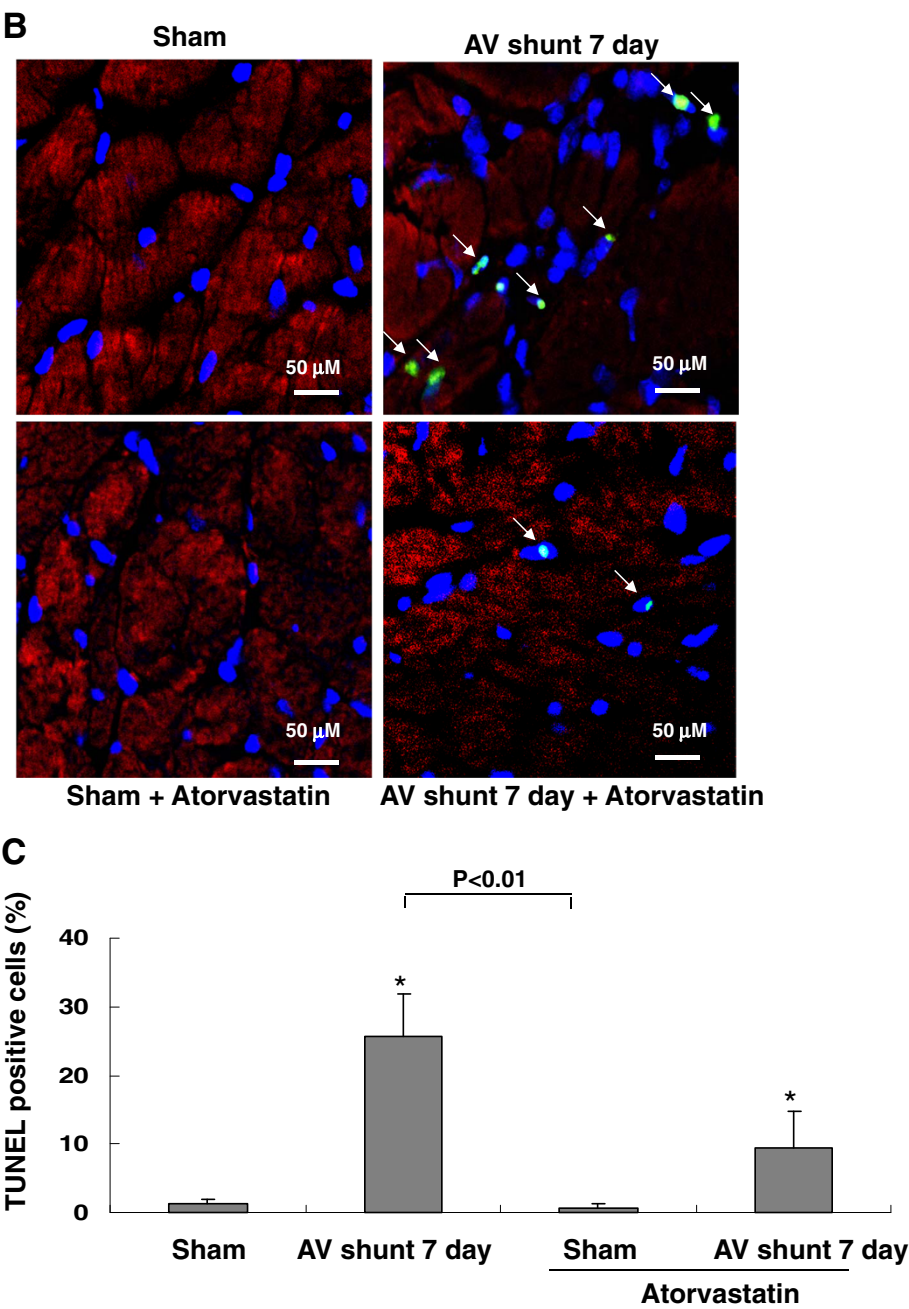 B
Sham
AV shunt 7 day
50 µM
50 µM
50 µM
50 µM
Sham + Atorvastatin
AV shunt 7 day + Atorvastatin
C
P<0.01
TUNEL positive cells (%)
40
30
20
10
0
*
*
Sham
AV shunt 7 day
Sham
AV shunt 7 day
Atorvastatin